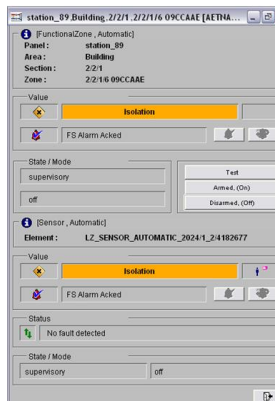 station_89.Building.2/2/1.2/2/1/6 09CCAAE [AETNA...
[FunctionalZone , Automatic]
Panel : station_89
Area : Building
Section : 2/2/1
Zone : 2/2/1/6 09CCAAE
Value
Isolation
FS Alarm Acked
State / Mode
supervisory
off
Test
Armed, (On)
Disarmed, (Off)
[Sensor , Automatic]
Element : LZ_SENSOR_AUTOMATIC_2024/1_2/4182677
Value
Isolation
FS Alarm Acked
Status
No fault detected
State / Mode
supervisory off